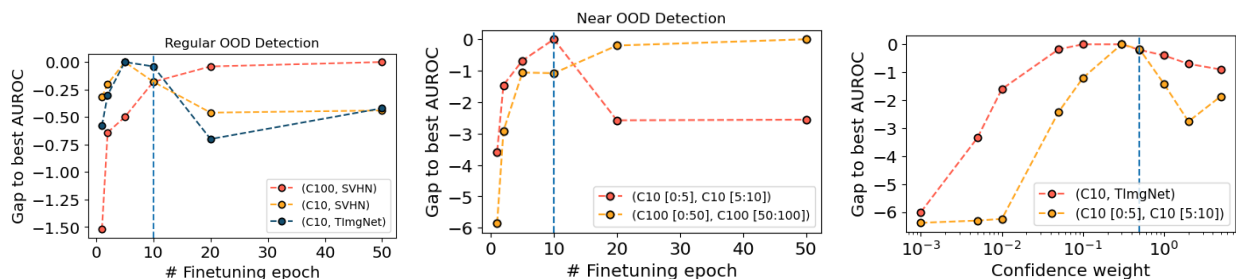 Regular OOD Detection
Gap to best AUROC
0.00
−0.25
−0.50
−0.75
−1.00
−1.25
−1.50
(C100, SVHN)
(C10, SVHN)
(C10, TImgNet)
0 10 20 30 40 50
# Finetuning epoch
Near OOD Detection
Gap to best AUROC
0
−1
−2
−3
−4
−5
−6
(C10 [0:5], C10 [5:10])
(C100 [0:50], C100 [50:100])
0 10 20 30 40 50
# Finetuning epoch
Gap to best AUROC
0
−1
−2
−3
−4
−5
−6
(C10, TImgNet)
(C10 [0:5], C10 [5:10])
10⁻³ 10⁻² 10⁻¹ 10⁰
Confidence weight